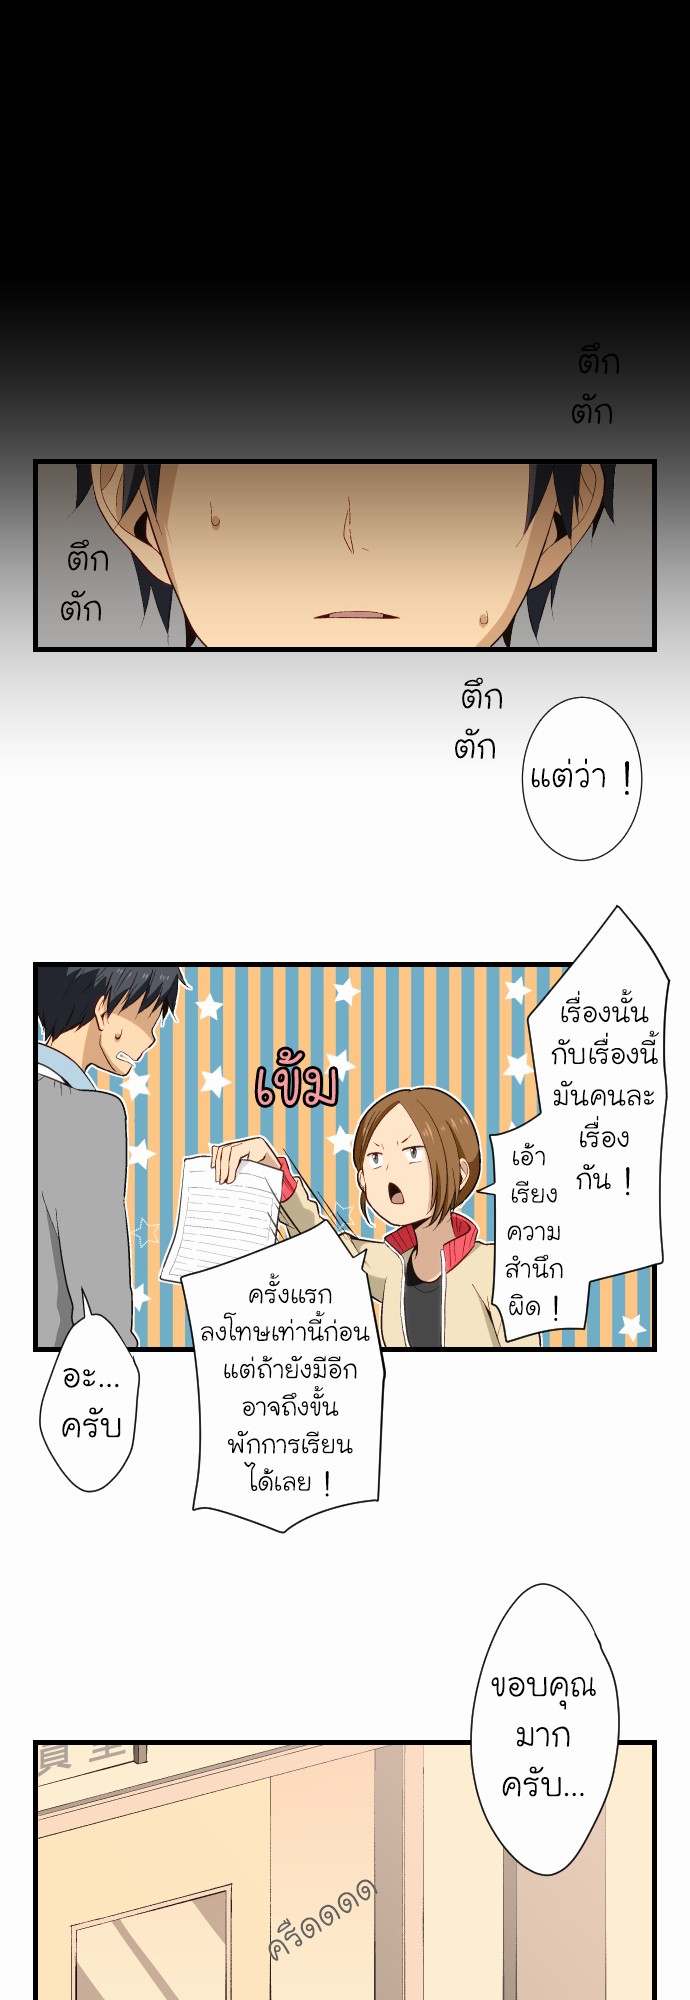 ตึก
ตัก
ตึก
ตัก
ตึก
ตัก
แต่ว่า !
เรื่องนั้น
กับเรื่องนี้
มันคนละ
เรื่อง
กัน !
เอ้า
เรียง
ความ
สำนึก
ผิด !
เข้ม
ครั้งแรก
ลงโทษเท่านี้ก่อน
แต่ถ้ายังมีอีก
อาจถึงขั้น
พักการเรียน
ได้เลย !
อะ...
ครับ
ขอบคุณ
มาก
ครับ...
員室
ครืดดดด